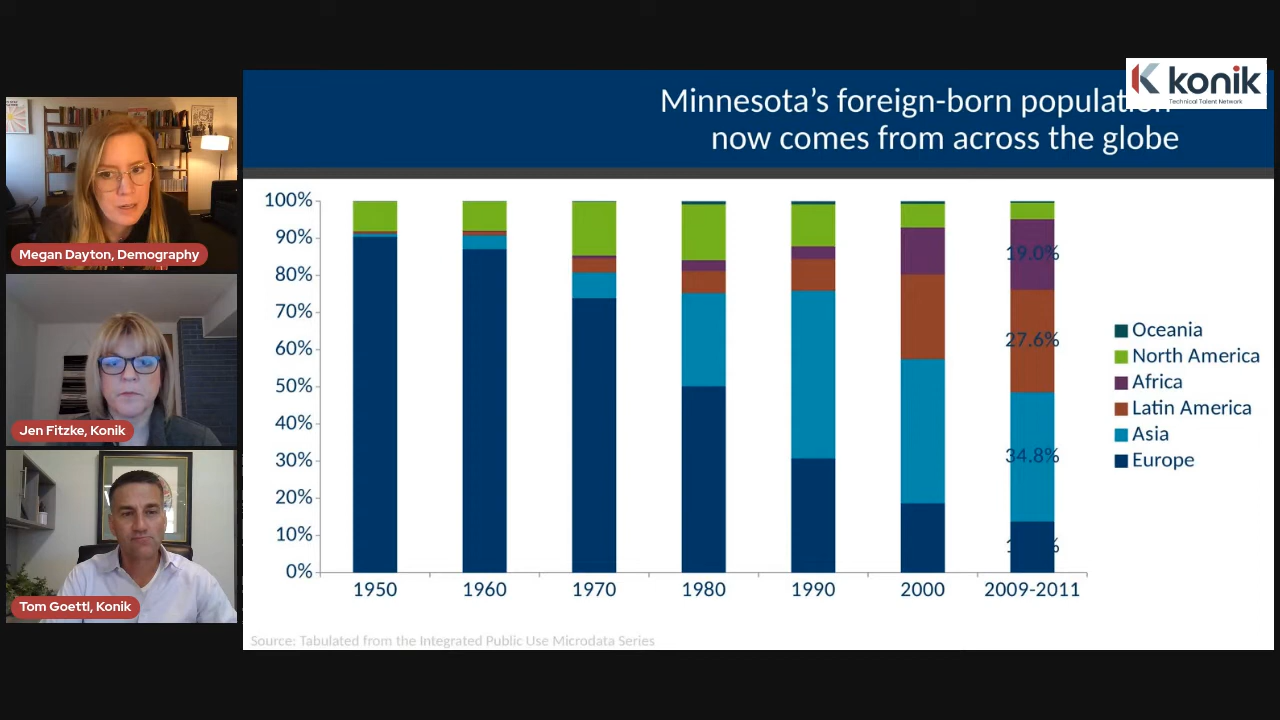 konik
Technical Talent Network
Minnesota's foreign-born population
now comes from across the globe
Megan Dayton, Demography
Jen Fitzke, Konik
Tom Goettl, Konik
100%
90%
80%
70%
60%
50%
40%
30%
20%
10%
0%
19.0%
27.6%
34.8%
1950
1960
1970
1980
1990
2000
2009-2011
Oceania
North America
Africa
Latin America
Asia
Europe
Source: Tabulated from the Integrated Public Use Microdata Series